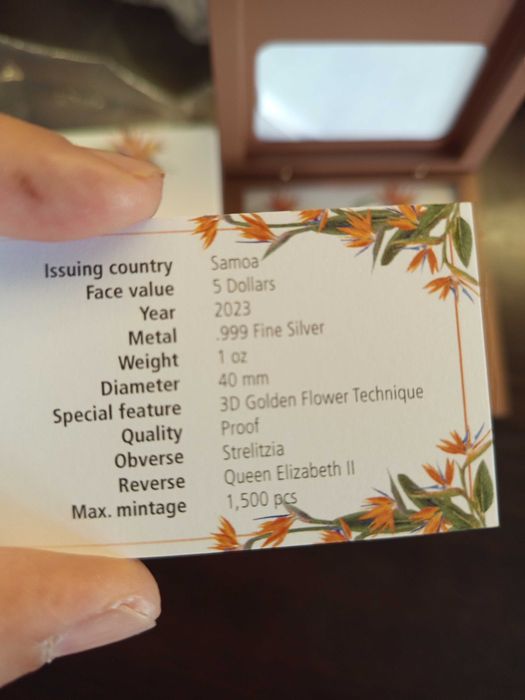 Issuing country Samoa
Face value 5 Dollars
Year 2023
Metal .999 Fine Silver
Weight 1 oz
Diameter 40 mm
Special feature 3D Golden Flower Technique
Quality Proof
Obverse Strelitzia
Reverse Queen Elizabeth II
Max. mintage 1,500 pcs